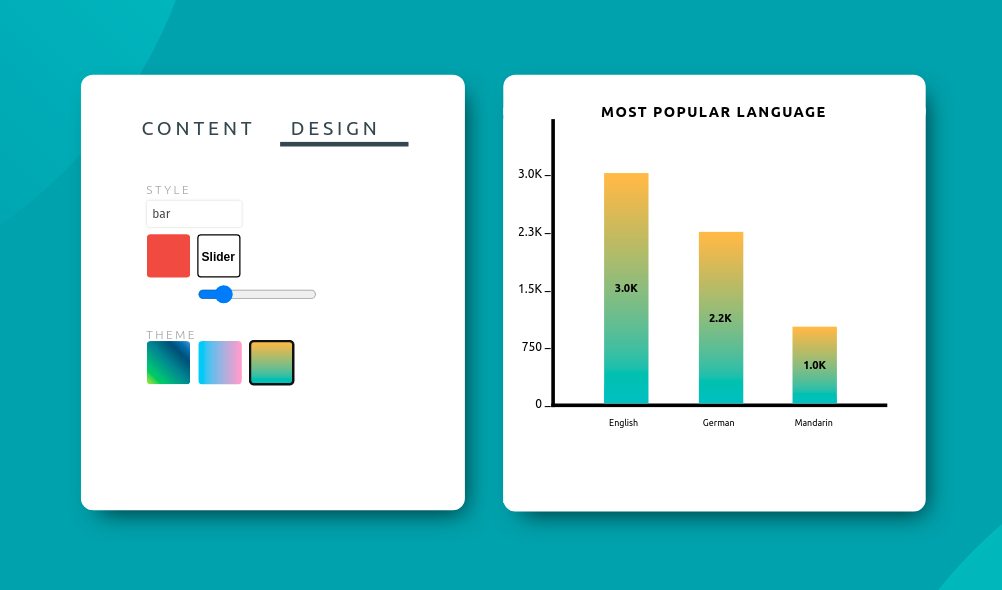 CONTENT DESIGN
STYLE
bar
Slider
THEME
MOST POPULAR LANGUAGE
3.0K
2.3K
1.5K
750
0
3.0K
2.2K
1.0K
English German Mandarin